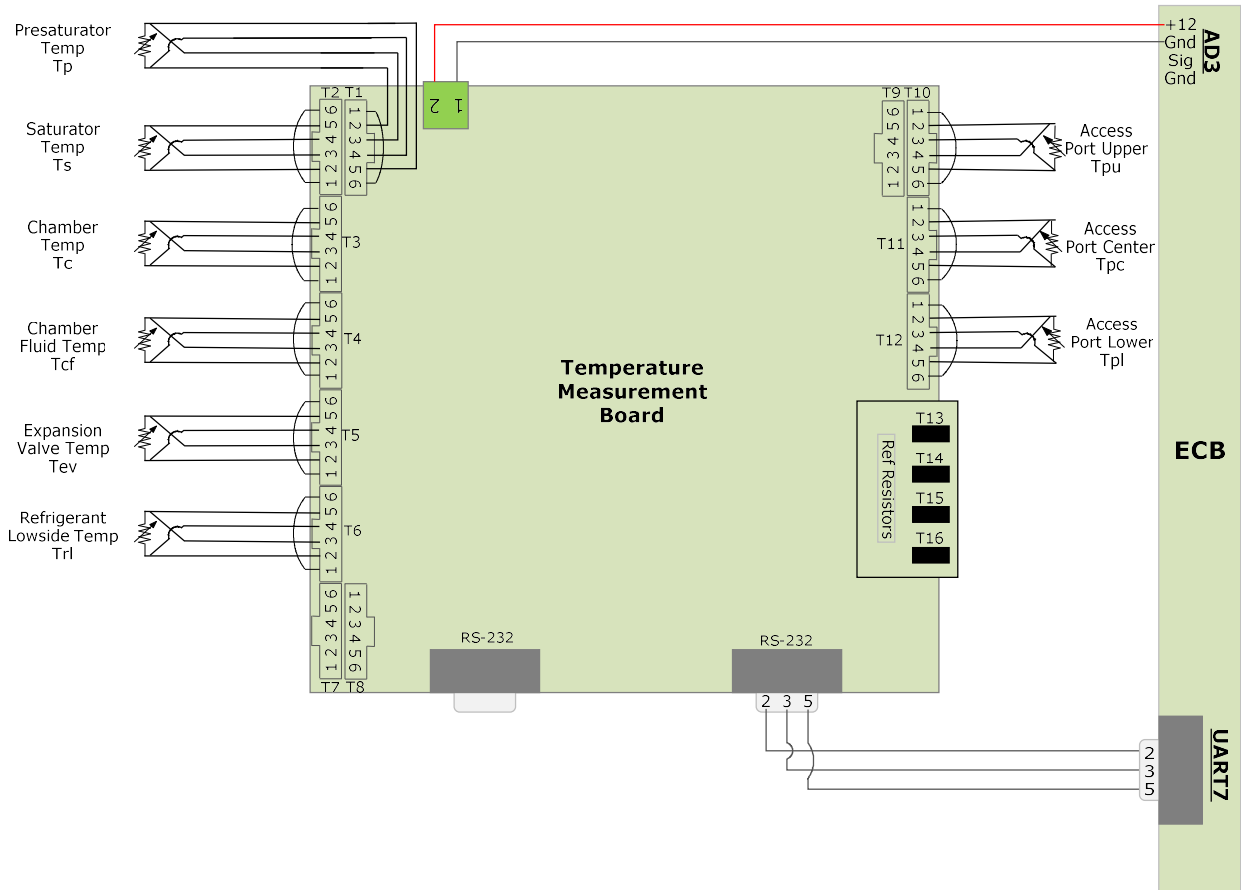 Presaturator
Temp
Tp
Saturator
Temp
Ts
Chamber
Temp
Tc
Chamber
Fluid Temp
Tcf
Expansion
Valve Temp
Tev
Refrigerant
Lowside Temp
Trl
T2 T1
6 5 4 3 2 1
1 2 3 4 5 6
T3
6 5 4 3 2 1
T4
6 5 4 3 2 1
T5
6 5 4 3 2 1
T6
6 5 4 3 2 1
6 5 4 3 2 1
1 2 3 4 5 6
T7 T8
2 1
Temperature
Measurement
Board
RS-232
RS-232
2 3 5
T9 T10
6 5 4 3 2 1
1 2 3 4 5 6
T11
1 2 3 4 5 6
T12
1 2 3 4 5 6
Access
Port Upper
Tpu
Access
Port Center
Tpc
Access
Port Lower
Tpl
Ref Resistors
T13
T14
T15
T16
+12
Gnd
Sig
Gnd
AD3
ECB
2
3
5
UART7